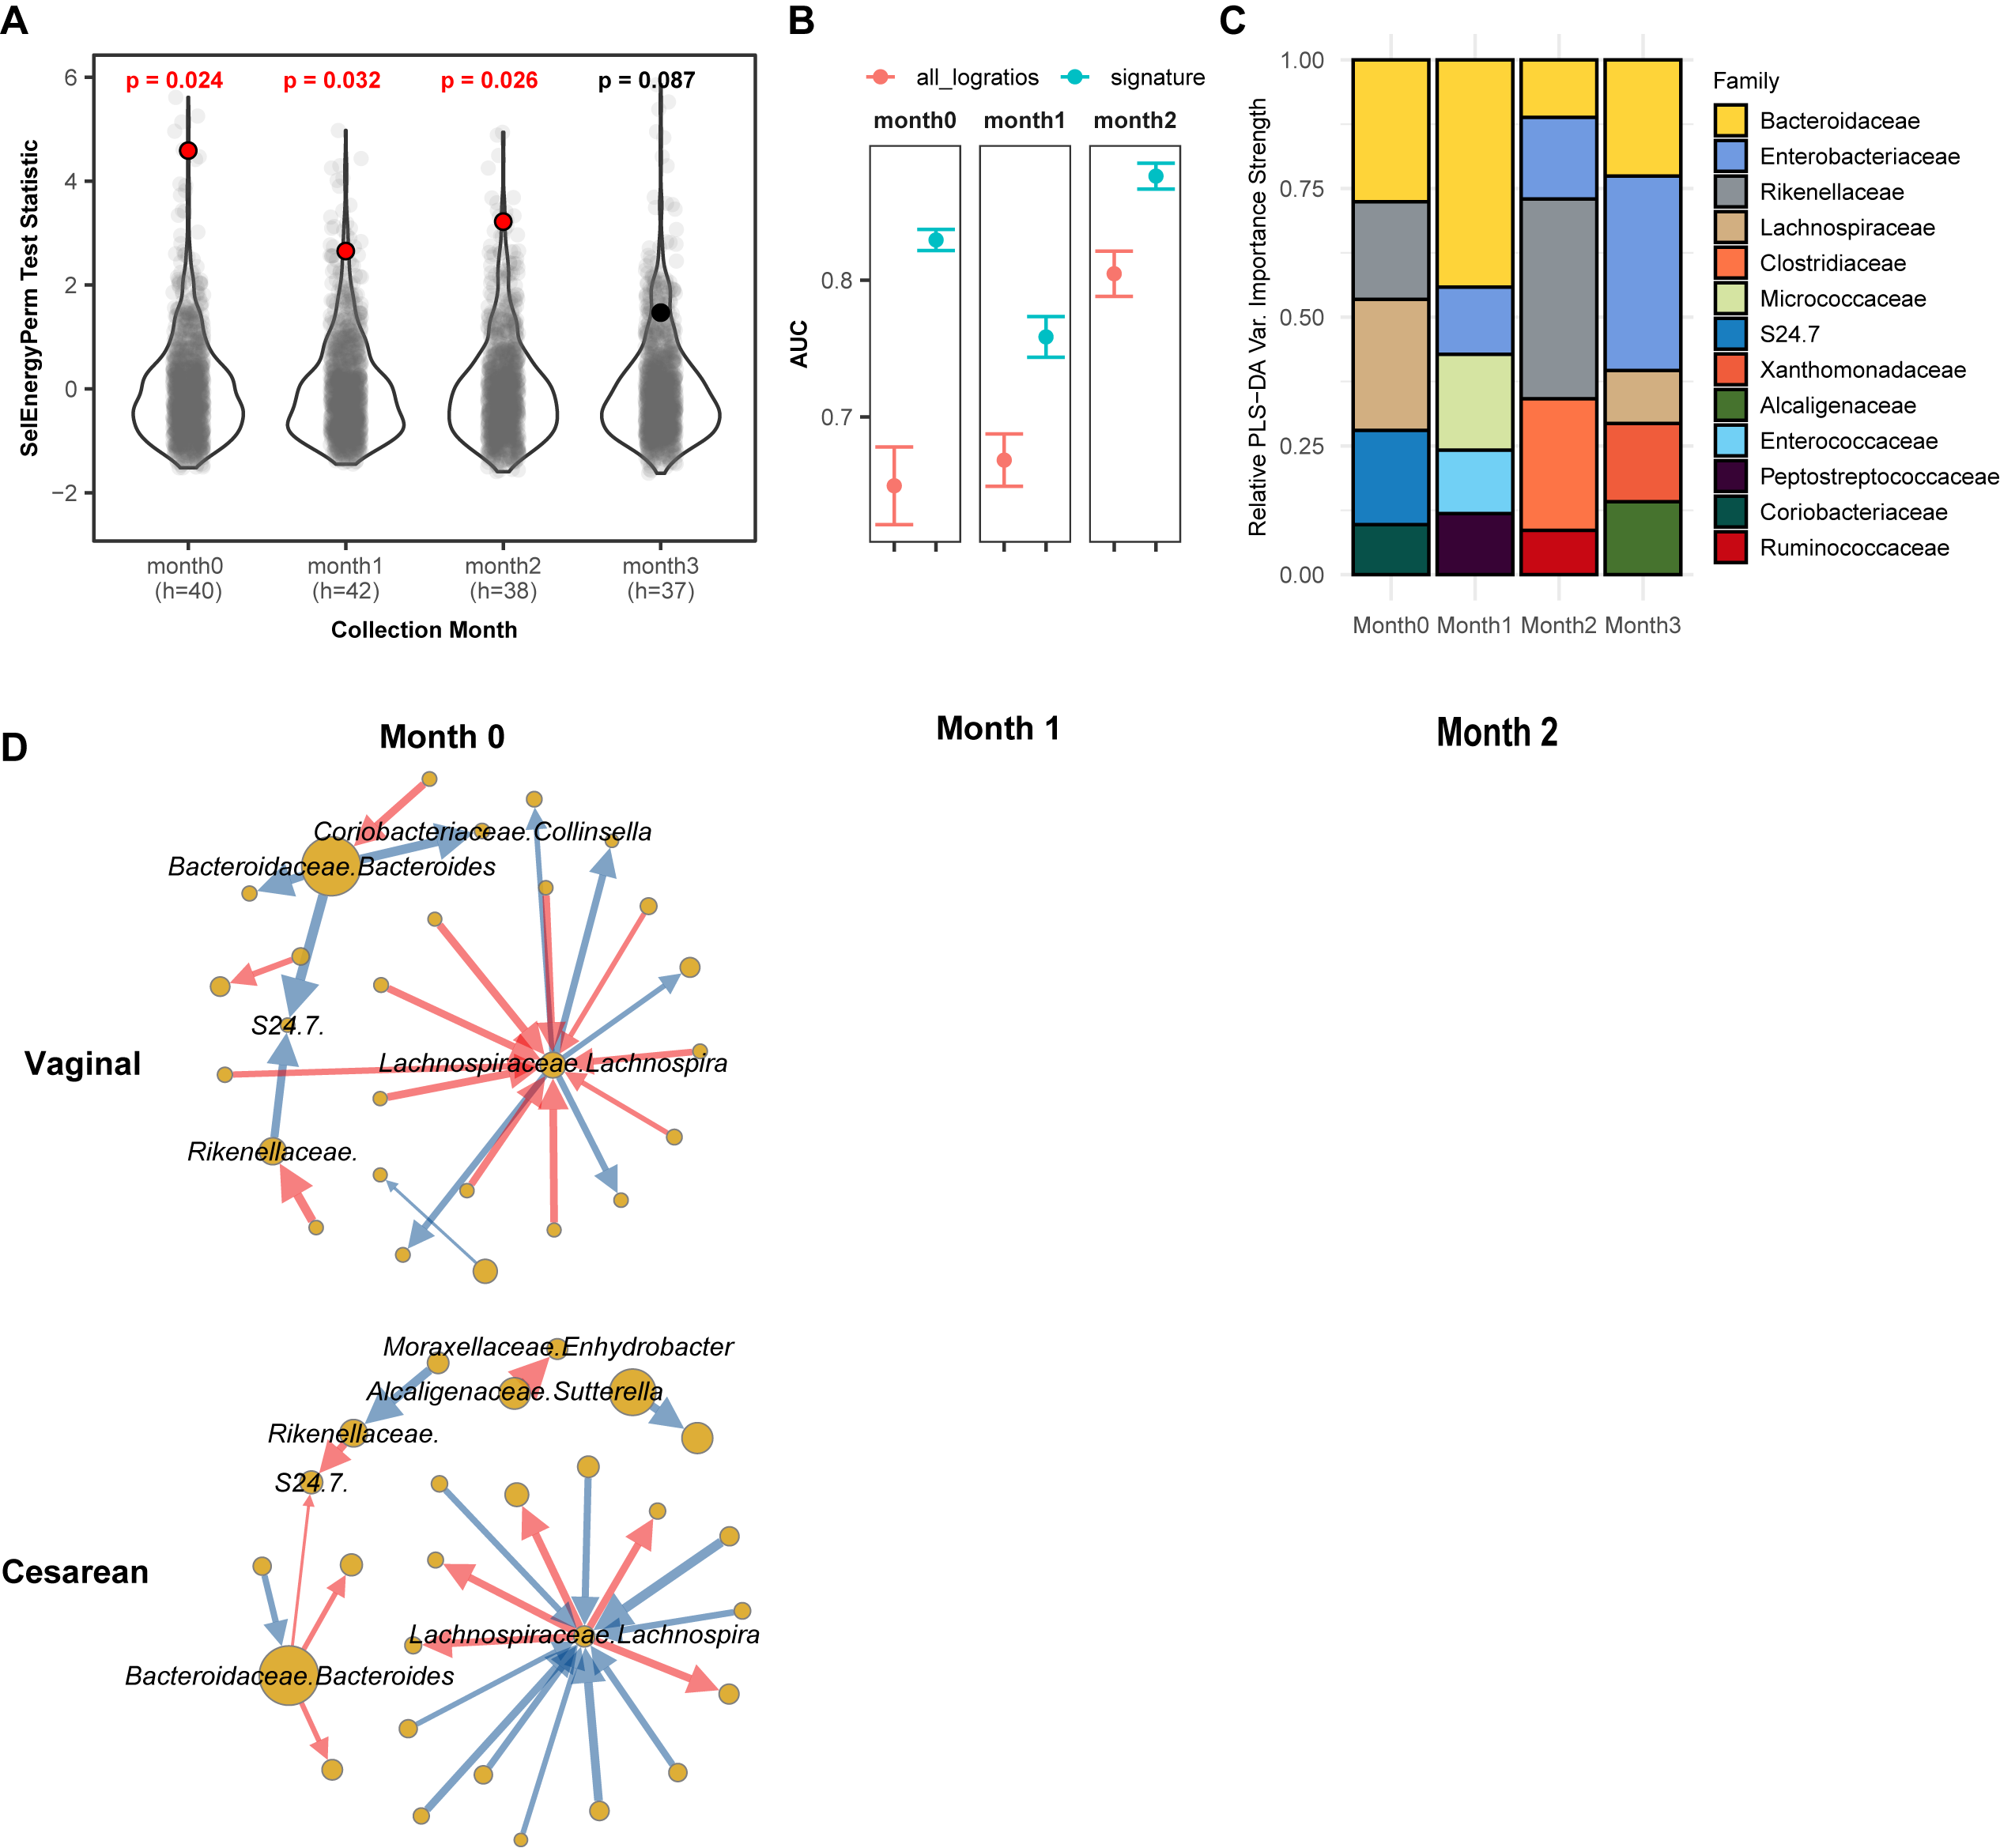 A
6
4
2
0
−2
SelEnergyPerm Test Statistic
p = 0.024
p = 0.032
p = 0.026
p = 0.087
month0
(h=40)
month1
(h=42)
month2
(h=38)
month3
(h=37)
Collection Month
B
all_logratios
signature
month0
month1
month2
AUC
0.8
0.7
C
Relative PLS−DA Var. Importance Strength
1.00
0.75
0.50
0.25
0.00
Month0
Month1
Month2
Month3
Family
Bacteroidaceae
Enterobacteriaceae
Rikenellaceae
Lachnospiraceae
Clostridiaceae
Micrococcaceae
S24.7
Xanthomonadaceae
Alcaligenaceae
Enterococcaceae
Peptostreptococcaceae
Coriobacteriaceae
Ruminococcaceae
D
Month 0
Month 1
Month 2
Vaginal
Coriobacteriaceae.Collinsella
Bacteroidaceae.Bacteroides
S24.7.
Lachnospiraceae.Lachnospira
Rikenellaceae.
Cesarean
Moraxellaceae.Enhydrobacter
Alcaligenaceae.Sutterella
Rikenellaceae.
S24.7.
Lachnospiraceae.Lachnospira
Bacteroidaceae.Bacteroides